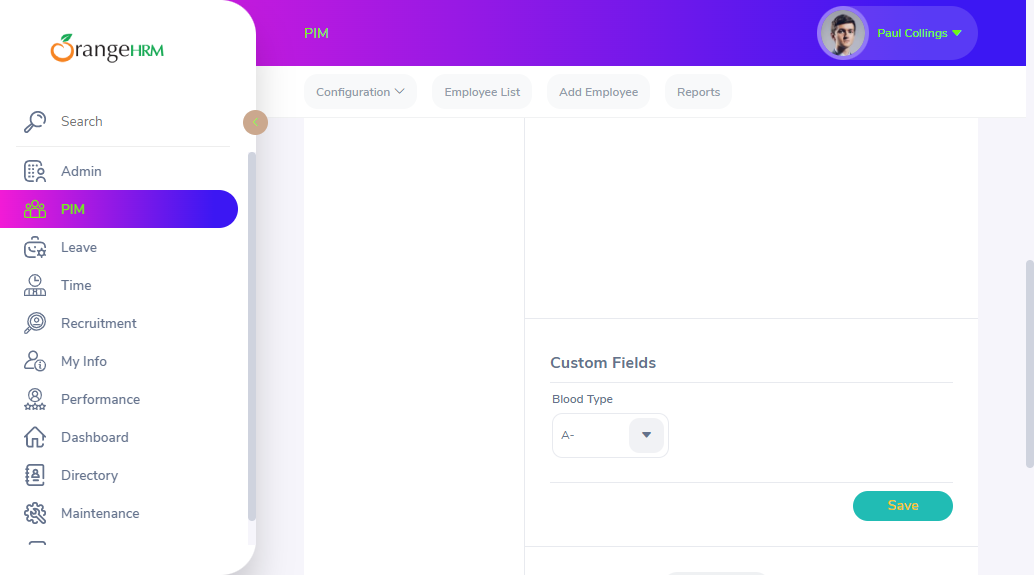 OrangeHRM
PIM
Paul Collings
Configuration
Employee List
Add Employee
Reports
Search
Admin
PIM
Leave
Time
Recruitment
My Info
Performance
Dashboard
Directory
Maintenance
Custom Fields
Blood Type
A-
Save